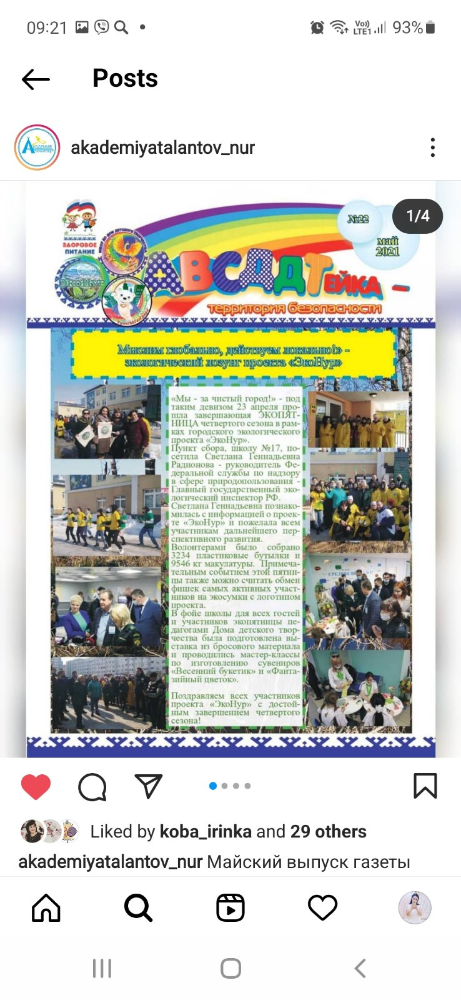 09:21
Vo))
LTE1
93%
Posts
АКАДЕМИЯ
akademiyatalantov_nur
1/4
№22
май
2021
ЗДОРОВОЕ
ПИТАНИЕ
ЭкоНур
АВСАДТЕЙКА -
территория безопасности
Мыслим глобально, действуем локально!» -
экологический лозунг проекта «ЭкоНур»
«Мы - за чистый город!» - под
таким девизом 23 апреля про-
шла завершающая ЭКОПЯТ-
НИЦА четвертого сезона в рам-
ках городского экологического
проекта «ЭкоНур».
Пункт сбора, школу №17, по-
сетила Светлана Геннадьевна
Радионова - руководитель Фе-
деральной службы по надзору
в сфере природопользования -
Главный государственный эко-
логический инспектор РФ.
Светлана Геннадьевна познако-
милась с информацией о проек-
те «ЭкоНур» и пожелала всем
участникам дальнейшего пер-
спективного развития.
Волонтерами было собрано
3234 пластиковые бутылки и
9546 кг макулатуры. Примеча-
тельным событием этой пятни-
цы также можно считать обмен
фишек самых активных участ-
ников на экосумки с логотипом
проекта.
В фойе школы для всех гостей
и участников экопятницы пе-
дагогами Дома детского твор-
чества была подготовлена вы-
ставка из бросового материала
и проводились мастер-классы
по изготовлению сувениров
«Весенний букетик» и «Фанта-
зийный цветок».
Поздравляем всех участников
проекта «ЭкоНур» с достой-
ным завершением четвертого
сезона!
Liked by koba_irinka and 29 others
akademiyatalantov_nur Майский выпуск газеты